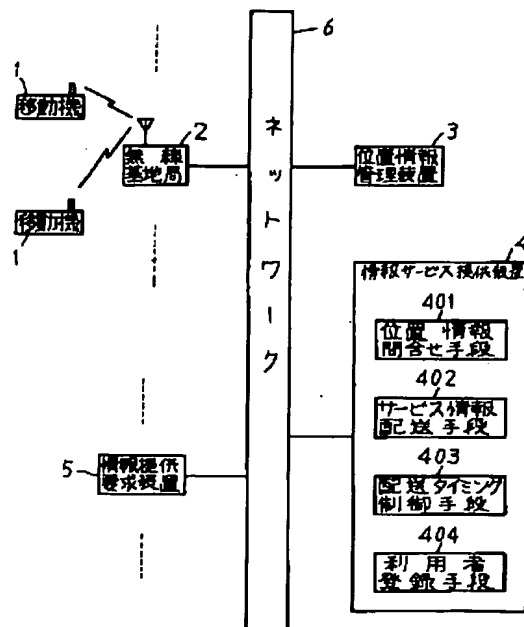 6
1
移動機
2
無線
基地局
3
位置情報
管理装置
移動機
1
ネットワーク
4
情報サービス提供装置
401
位置情報
問合せ手段
402
サービス情報
配送手段
403
配送タイミング
制御手段
404
利用者
登録手段
5
情報提供
要求装置